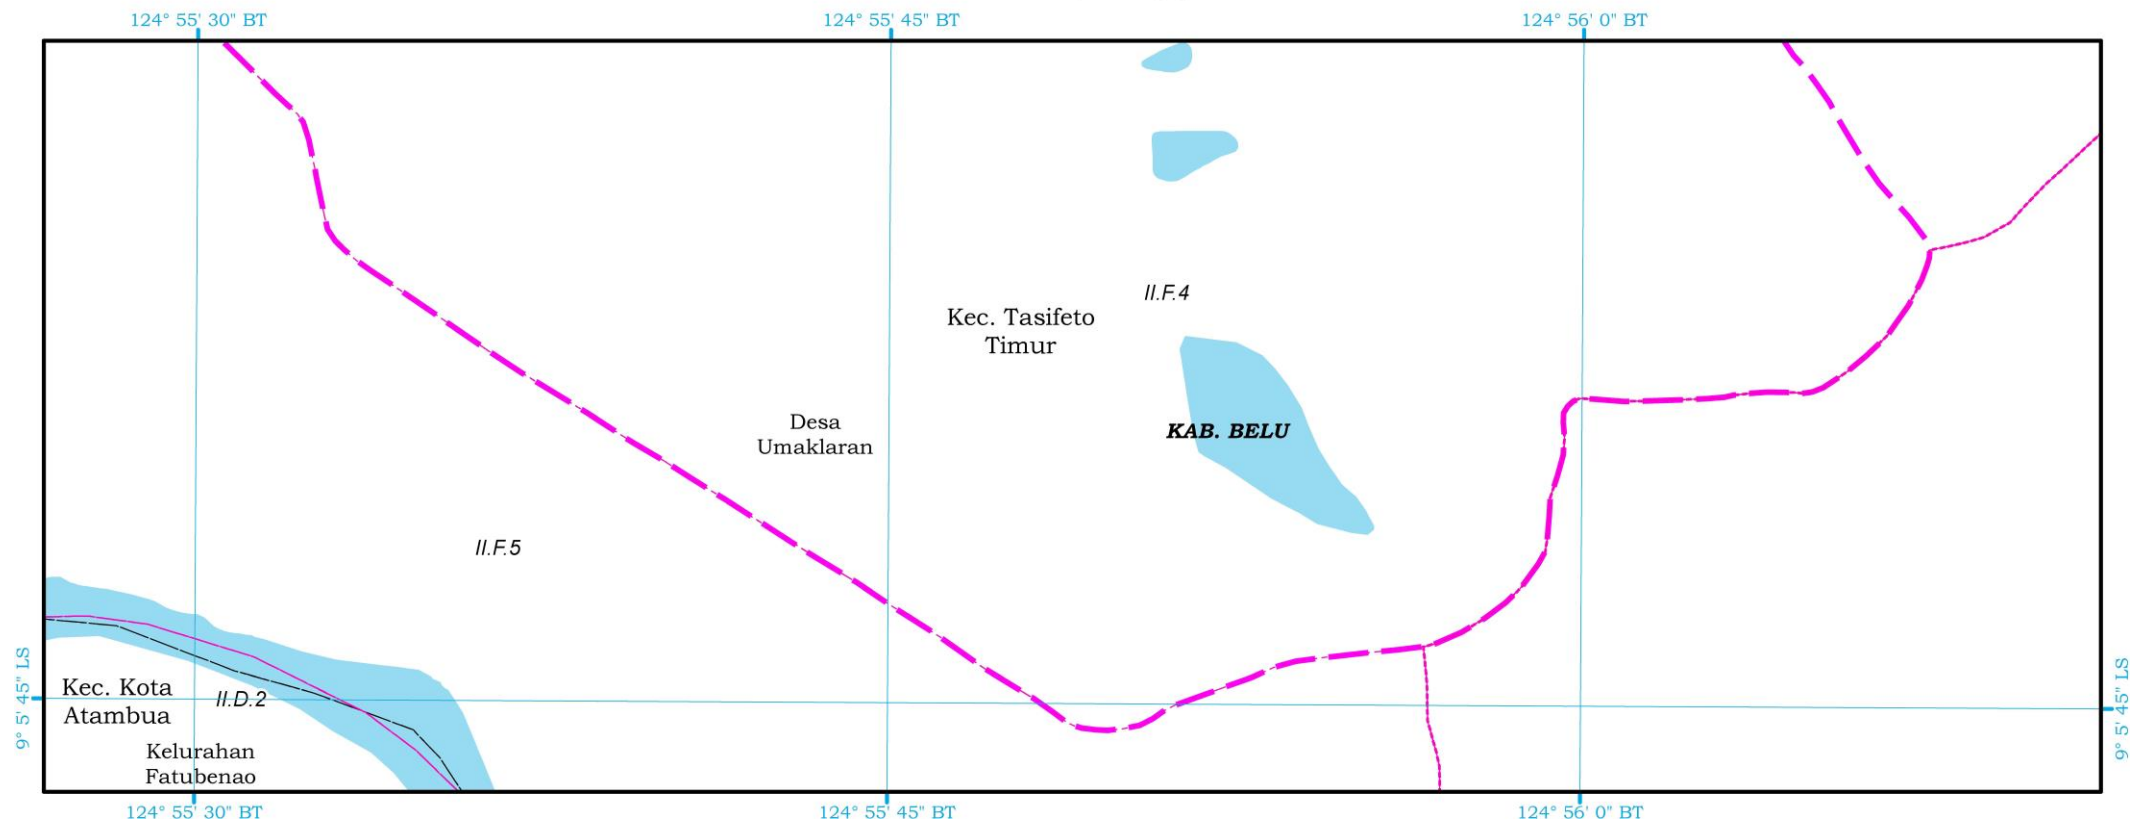 124° 55' 30" BT
124° 55' 45" BT
124° 56' 0" BT
II.F.4
Kec. Tasifeto
Timur
Desa
Umaklaran
KAB. BELU
II.F.5
9° 5' 45" LS
Kec. Kota
Atambua
II.D.2
9° 5' 45" LS
Kelurahan
Fatubenao
124° 55' 30" BT
124° 55' 45" BT
124° 56' 0" BT